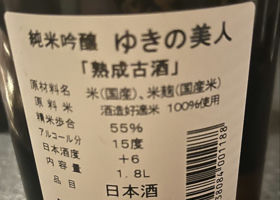 純米吟醸 ゆきの美人
「熟成古酒」
原材料名 米(国産)、米麹(国産米)
原料米 酒造好適米 100%使用
精米歩合 55%
アルコール分 15度
日本酒度 +6
内容量 1.8L
品目 日本酒